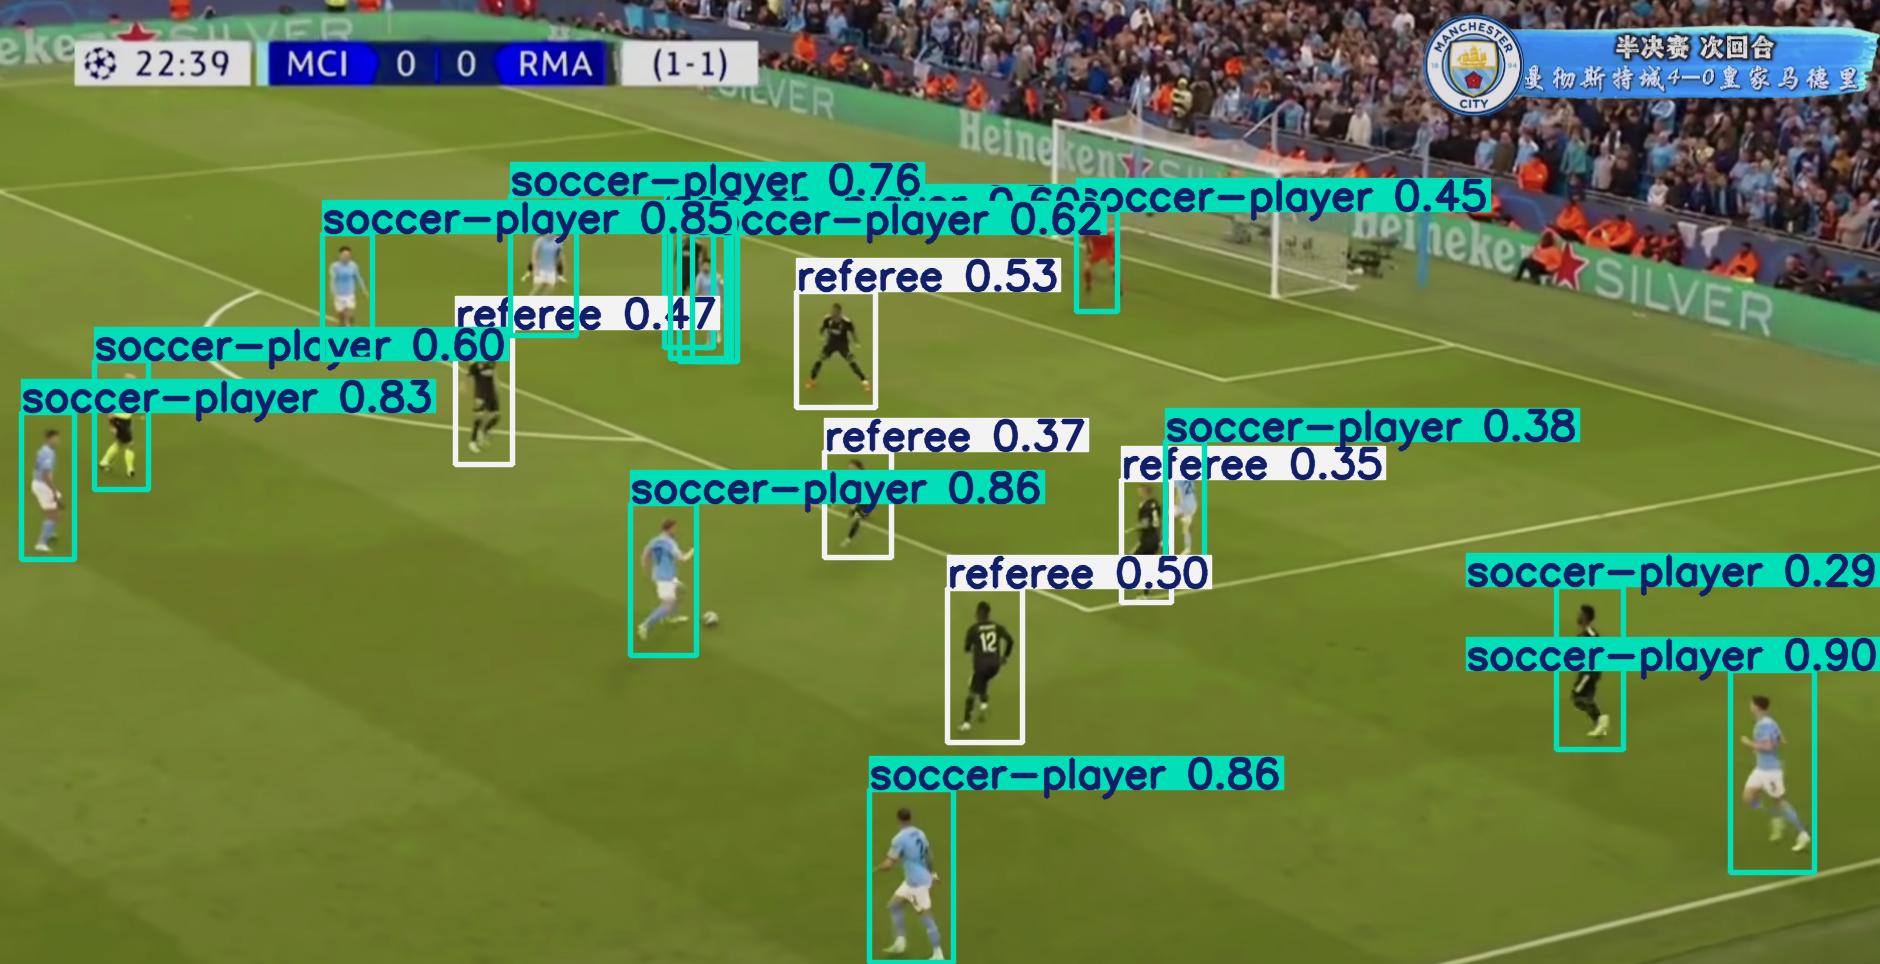 22:39 MCI 0 0 RMA (1-1)
MANCHESTER
18 94
CITY
半决赛 次回合
曼彻斯特城4-0皇家马德里
SILVER
Heineken
Heineken SILVER
soccer-player 0.76
soccer-player 0.45
soccer-player 0.85
0.62
referee 0.53
referee 0.47
soccer-player 0.60
soccer-player 0.83
soccer-player 0.38
referee 0.37
referee 0.35
soccer-player 0.86
referee 0.50
12
soccer-player 0.29
soccer-player 0.90
soccer-player 0.86